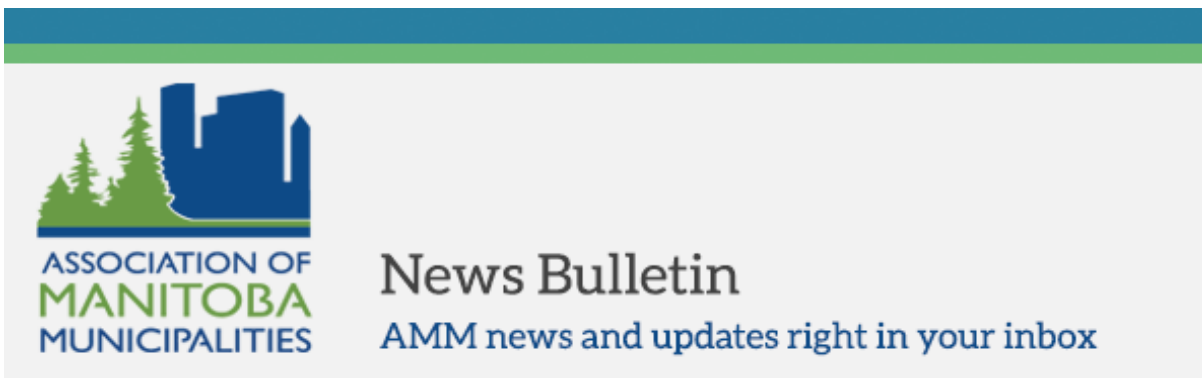 ASSOCIATION OF
MANITOBA
MUNICIPALITIES
News Bulletin
AMM news and updates right in your inbox